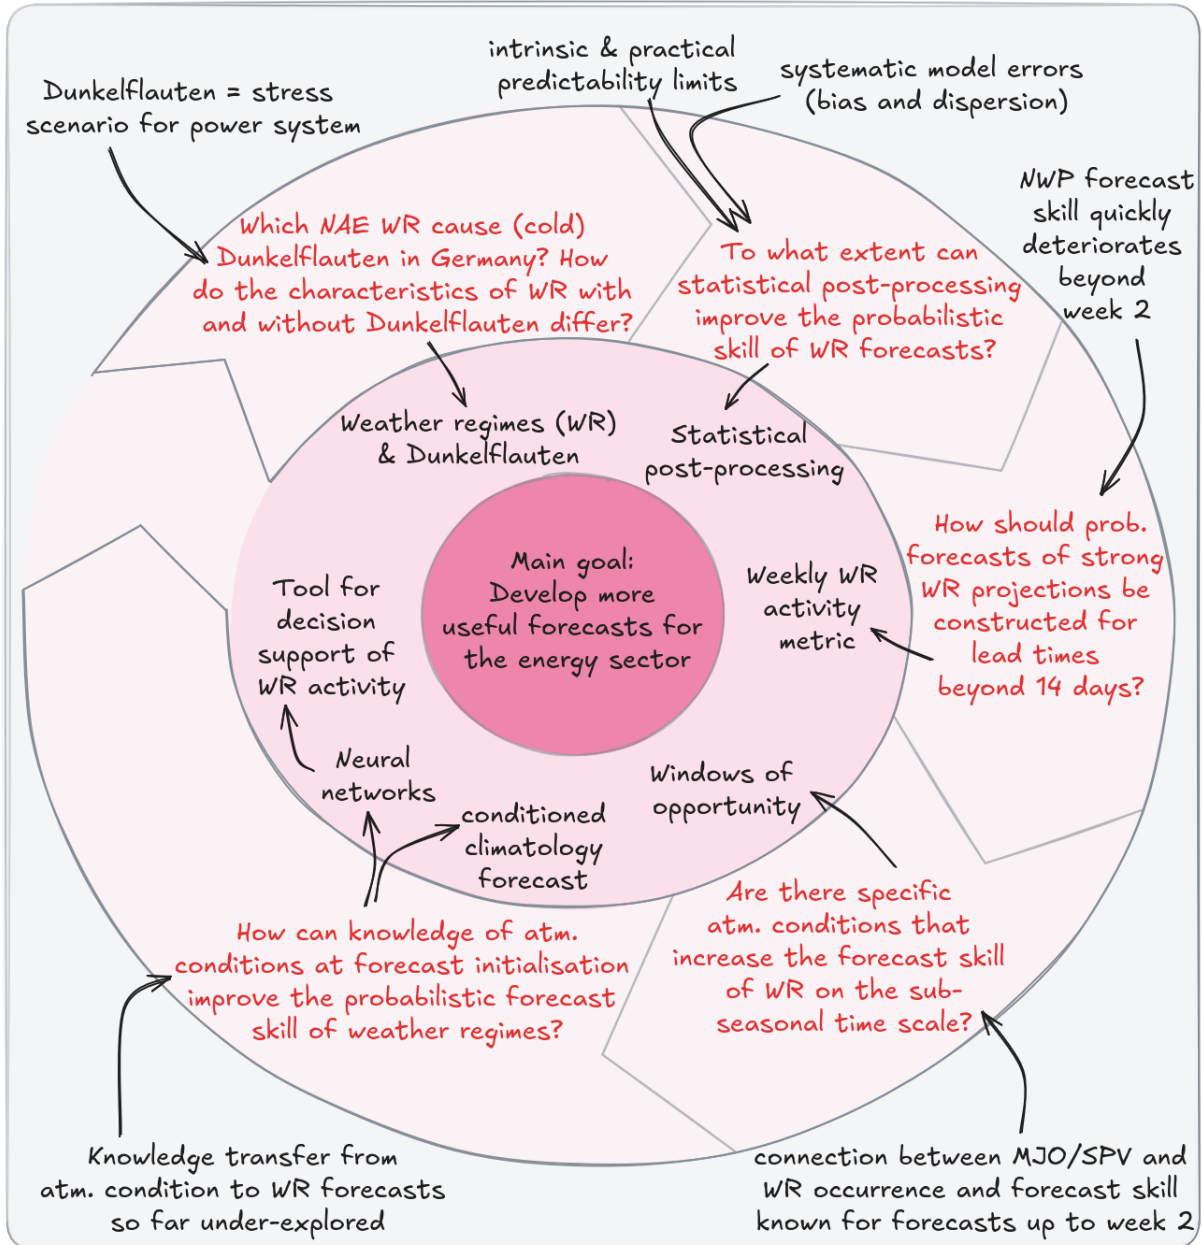 Dunkelflauten = stress
scenario for power system
intrinsic & practical
predictability limits
systematic model errors
(bias and dispersion)
NWP forecast
skill quickly
deteriorates
beyond
week 2
Which NAE WR cause (cold)
Dunkelflauten in Germany? How
do the characteristics of WR with
and without Dunkelflauten differ?
To what extent can
statistical post-processing
improve the probabilistic
skill of WR forecasts?
Weather regimes (WR)
& Dunkelflauten
Statistical
post-processing
How should prob.
forecasts of strong
WR projections be
constructed for
lead times
beyond 14 days?
Main goal:
Develop more
useful forecasts for
the energy sector
Weekly WR
activity
metric
Tool for
decision
support of
WR activity
Neural
networks
conditioned
climatology
forecast
Windows of
opportunity
Are there specific
atm. conditions that
increase the forecast skill
of WR on the sub-
seasonal time scale?
How can knowledge of atm.
conditions at forecast initialisation
improve the probabilistic forecast
skill of weather regimes?
Knowledge transfer from
atm. condition to WR forecasts
so far under-explored
connection between MJO/SPV and
WR occurrence and forecast skill
known for forecasts up to week 2